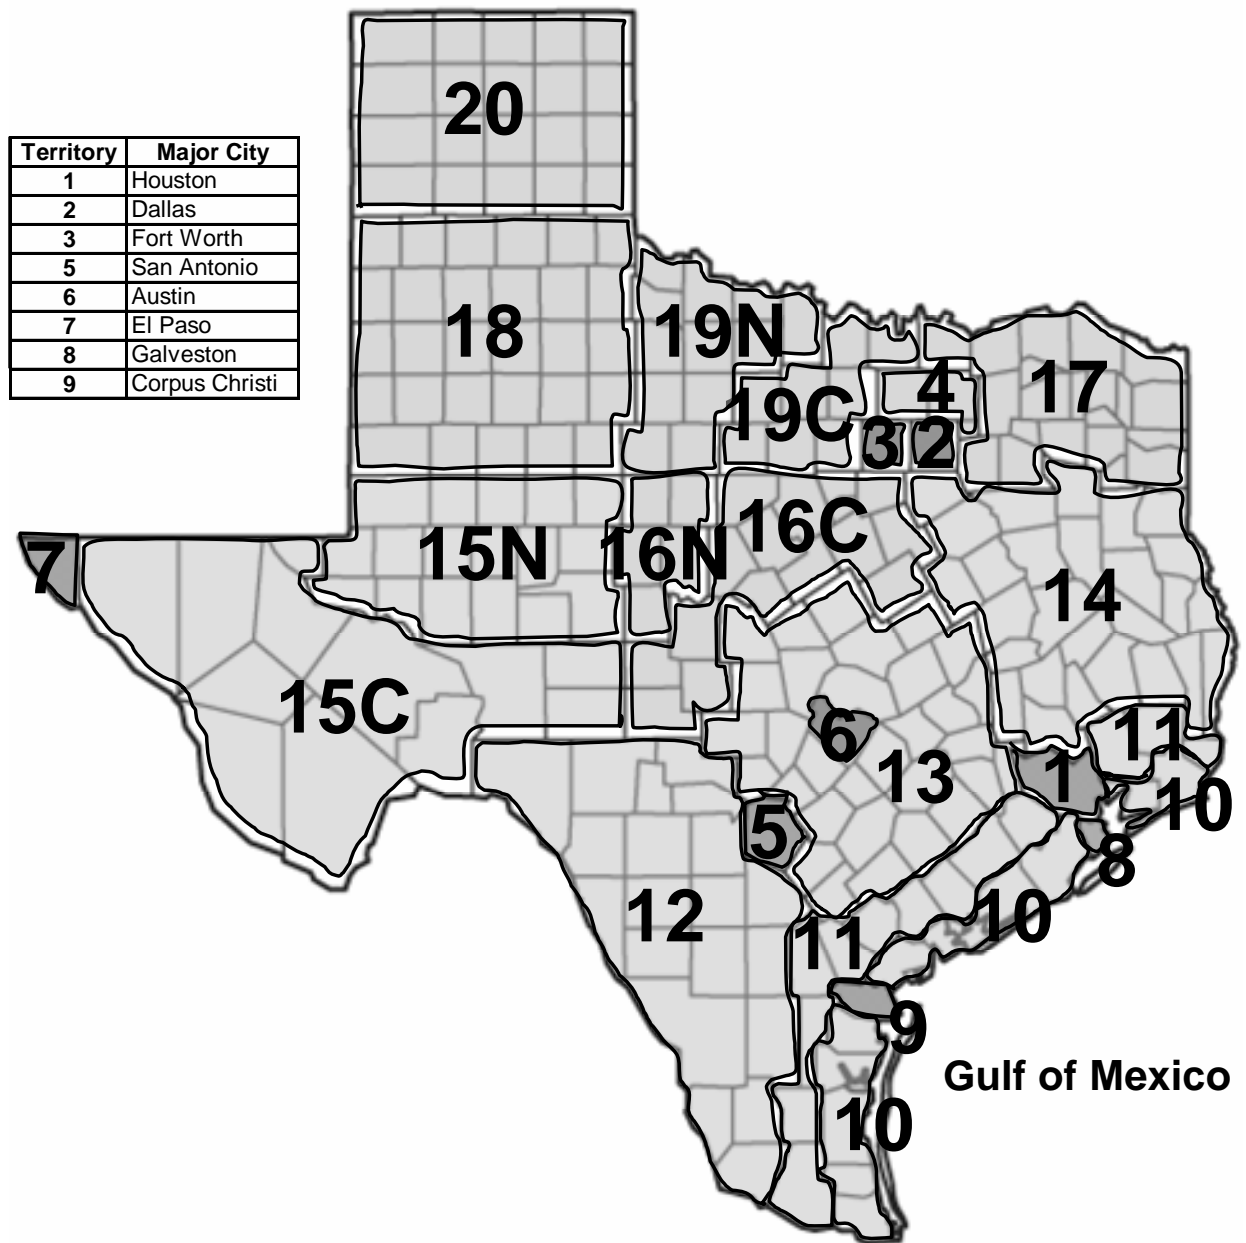 20
Territory Major City
1 Houston
2 Dallas
3 Fort Worth
5 San Antonio
6 Austin
7 El Paso
8 Galveston
9 Corpus Christi
18 19N
4 17
19C
3 2
15N 16N 16C
7
14
15C
6 11
13 1
10
5
8
12 10
11
9
Gulf of Mexico
10